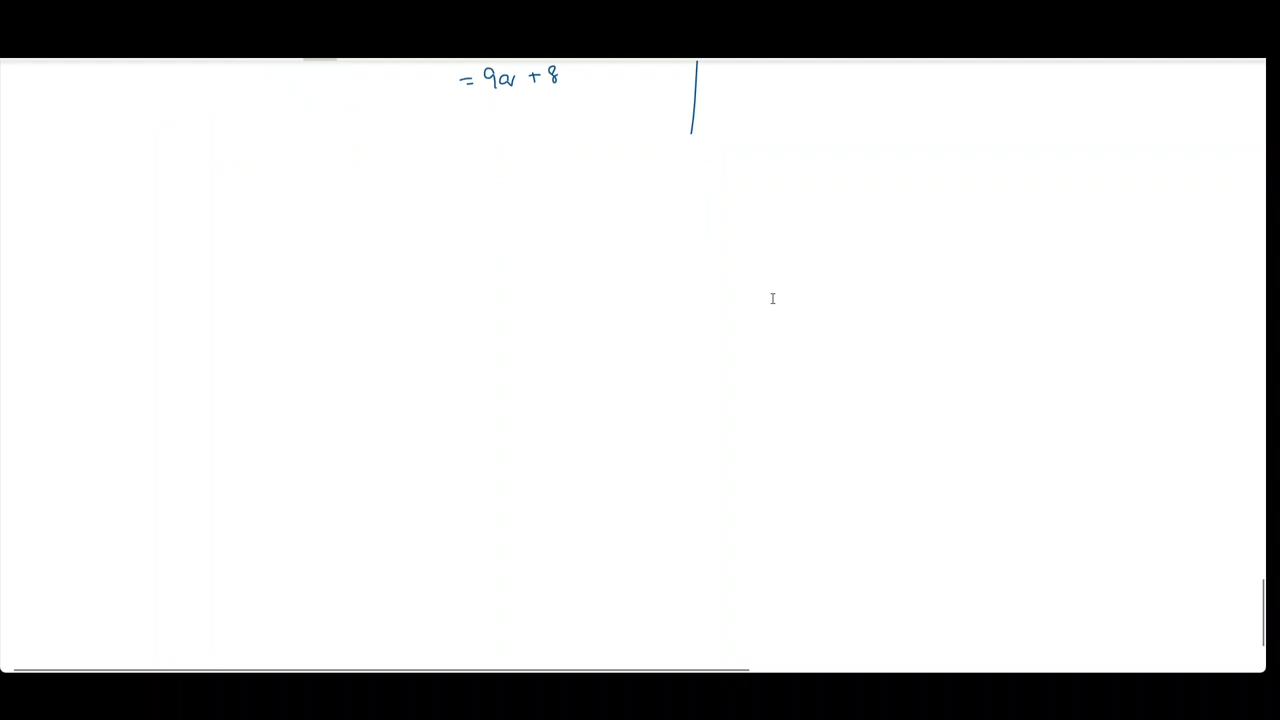 = 9a + 8